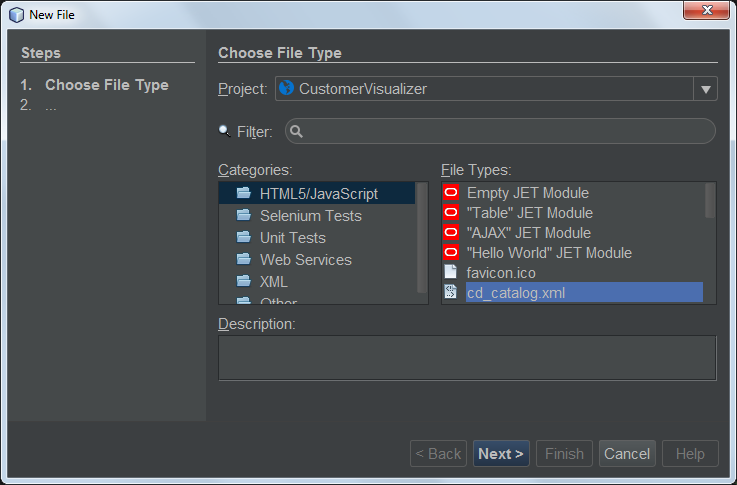 New File
Steps
1. Choose File Type
2. ...
Choose File Type
Project: CustomerVisualizer
Filter:
Categories:
HTML5/JavaScript
Selenium Tests
Unit Tests
Web Services
XML
Other
File Types:
Empty JET Module
"Table" JET Module
"AJAX" JET Module
"Hello World" JET Module
favicon.ico
cd_catalog.xml
Description:
< Back
Next >
Finish
Cancel
Help